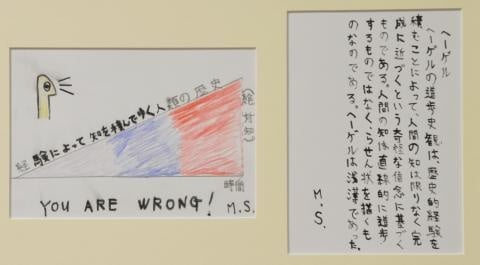 経験によって知を積んでゆく人類の歴史
(絶対知)
時間
YOU ARE WRONG! M.S.
ヘーゲル
ヘーゲルの進歩史観は、歴史的経験を
積むことによって、人間の知は限りなく完
成に近づくという奇怪な信念に基づく
ものである。人間の知は直線的に進歩
するものではなく、らせん状を描くも
のなのである。ヘーゲルは浅薄であった。
M.S.